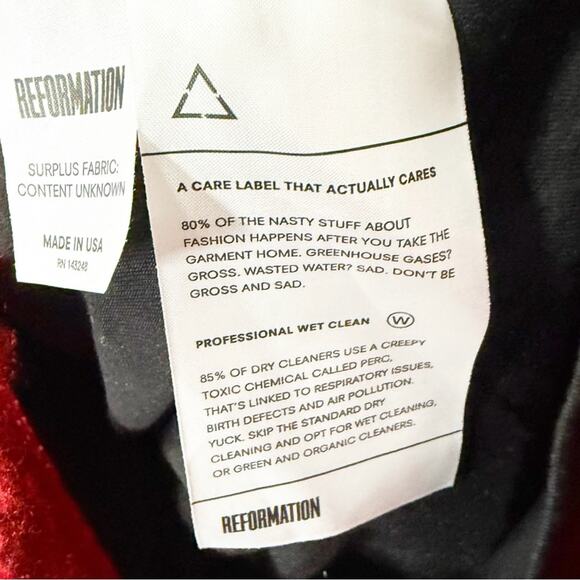 REFORMATION
SURPLUS FABRIC:
CONTENT UNKNOWN
MADE IN USA
RN 143248
A CARE LABEL THAT ACTUALLY CARES
80% OF THE NASTY STUFF ABOUT
FASHION HAPPENS AFTER YOU TAKE THE
GARMENT HOME. GREENHOUSE GASES?
GROSS. WASTED WATER? SAD. DON'T BE
GROSS AND SAD.
PROFESSIONAL WET CLEAN W
85% OF DRY CLEANERS USE A CREEPY
TOXIC CHEMICAL CALLED PERC,
THAT'S LINKED TO RESPIRATORY ISSUES,
BIRTH DEFECTS AND AIR POLLUTION.
YUCK. SKIP THE STANDARD DRY
CLEANING AND OPT FOR WET CLEANING,
OR GREEN AND ORGANIC CLEANERS.
REFORMATION